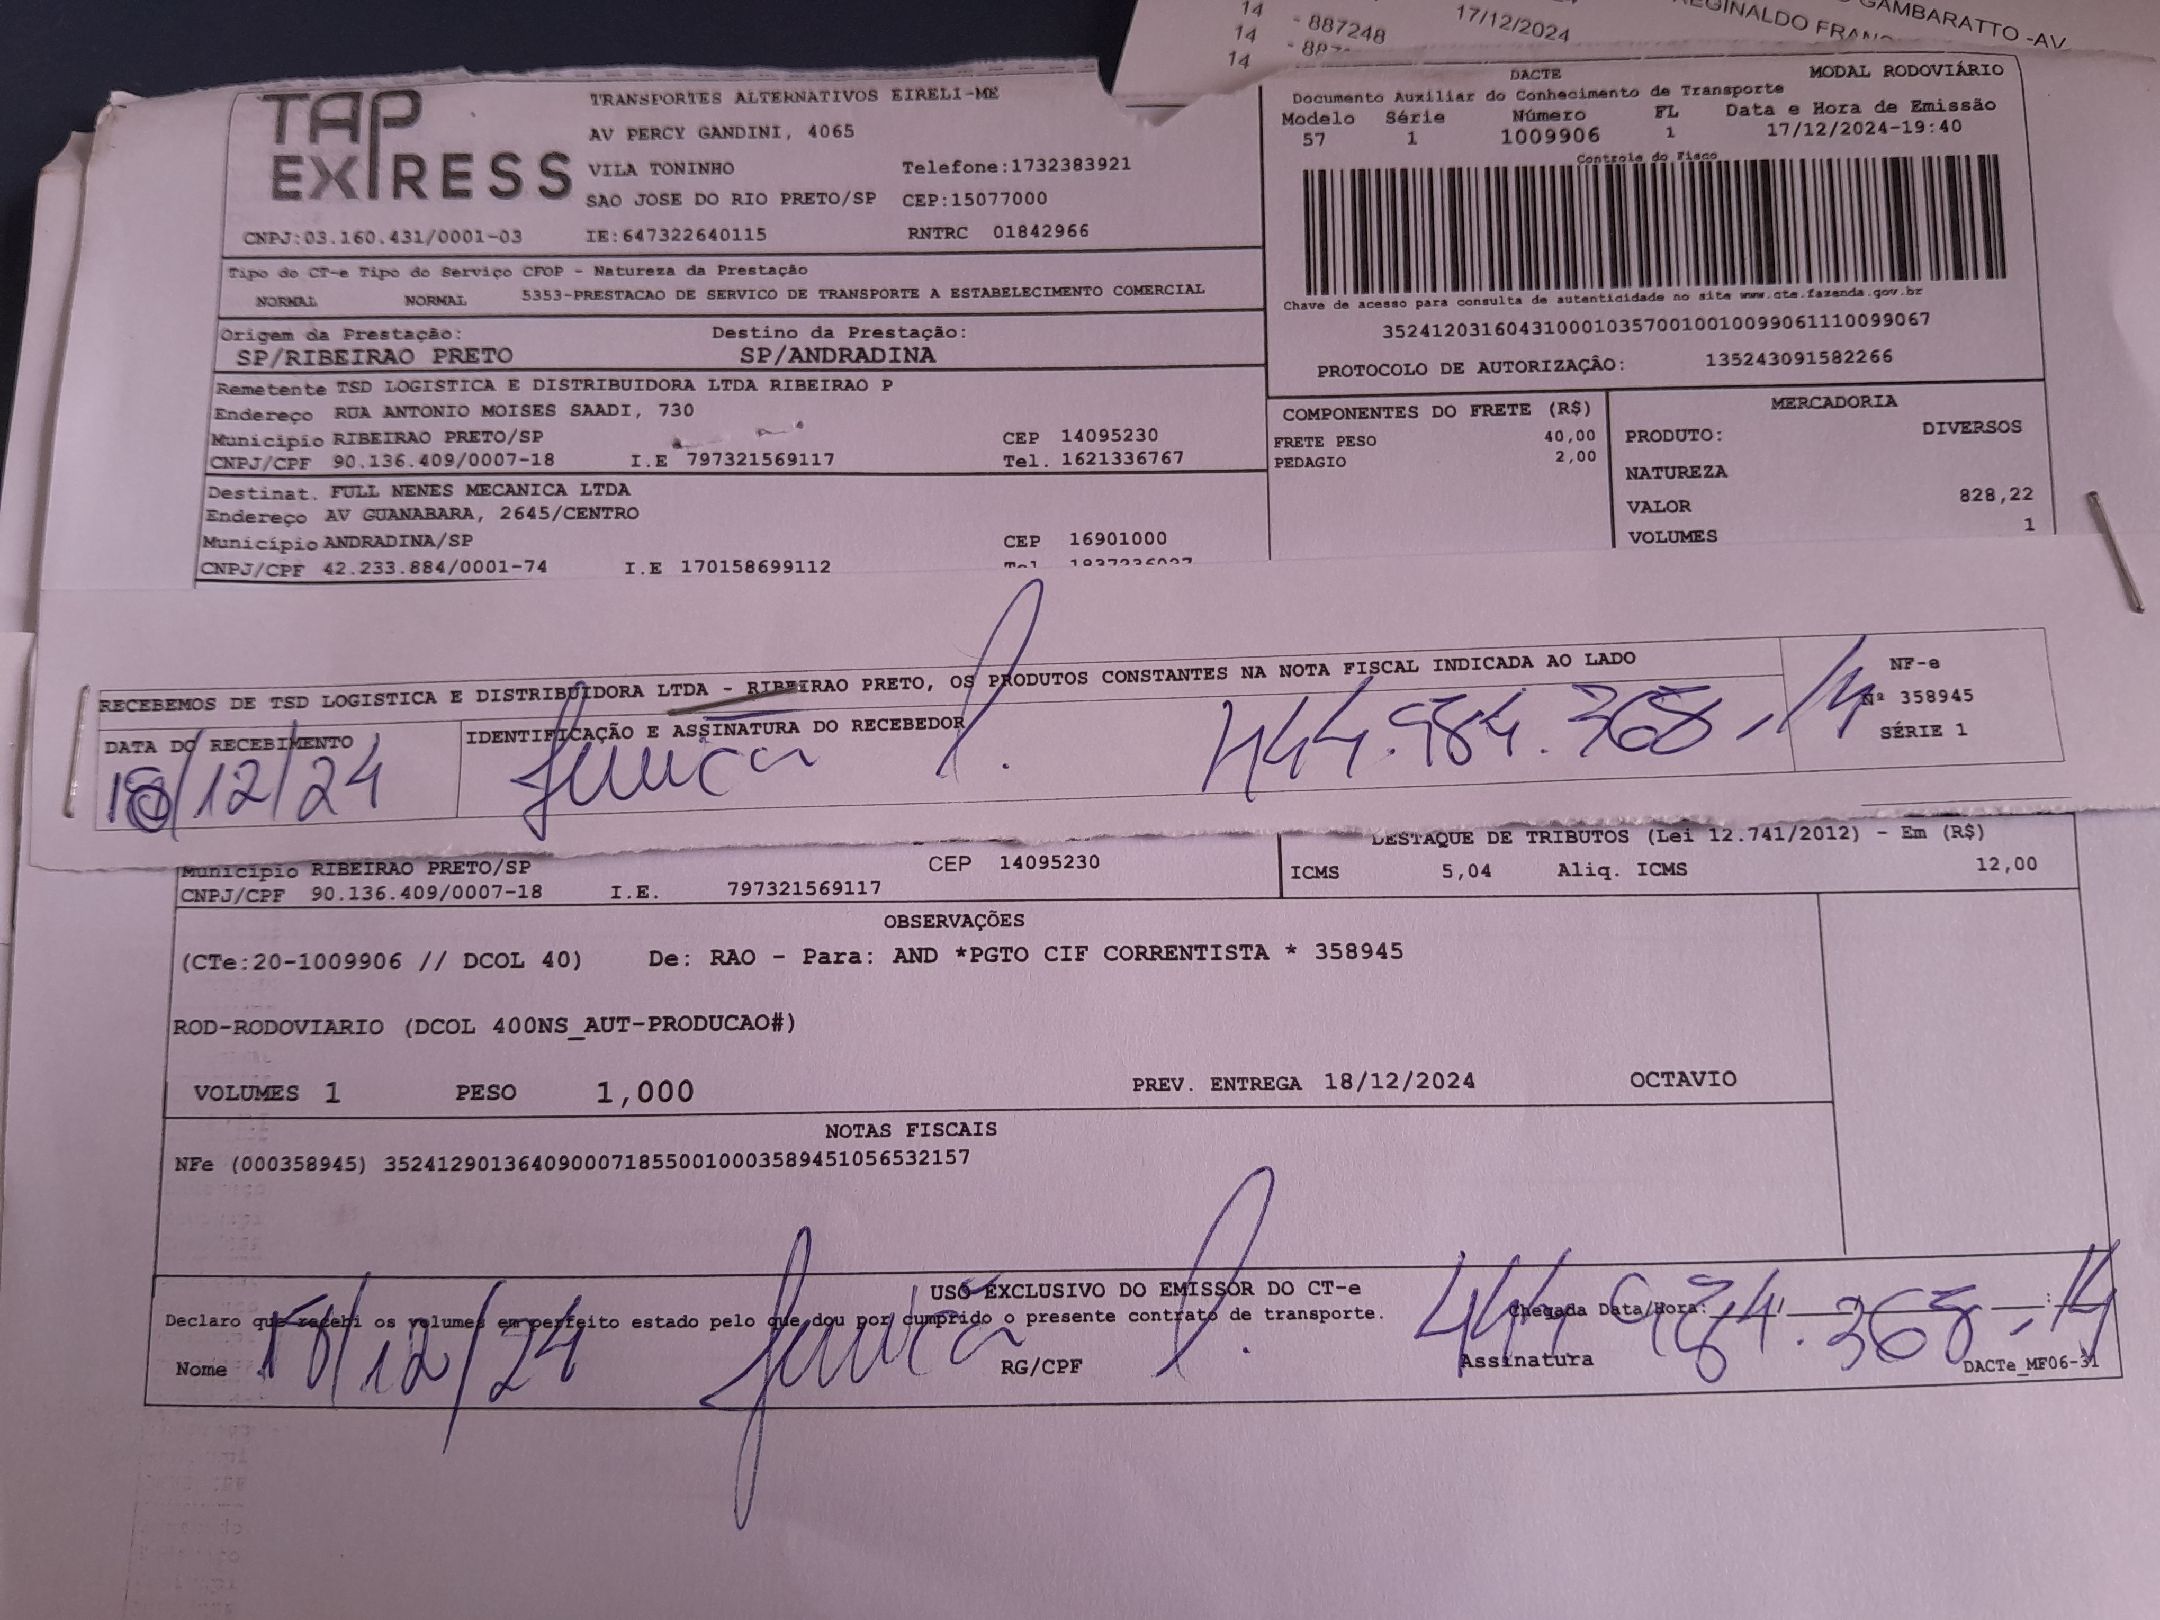 14 - 887248 17/12/2024 REGINALDO GAMBARATTO -AV
14
14
TAP EXPRESS
TRANSPORTES ALTERNATIVOS EIRELI-ME
AV PERCY GANDINI, 4065
VILA TONINHO Telefone:1732383921
SAO JOSE DO RIO PRETO/SP CEP:15077000
CNPJ:03.160.431/0001-03 IE:647322640115 RNTRC 01842966
DACTE MODAL RODOVIÁRIO
Documento Auxiliar do Conhecimento de Transporte
Modelo Série Número FL Data e Hora de Emissão
57 1 1009906 1 17/12/2024-19:40
Controle do Fisco
Chave de acesso para consulta de autenticidade no site www.cte.fazenda.gov.br
35241203160431000103570010010099061110099067
PROTOCOLO DE AUTORIZAÇÃO: 135243091582266
Tipo do CT-e Tipo do Serviço CFOP - Natureza da Prestação
NORMAL NORMAL 5353-PRESTACAO DE SERVICO DE TRANSPORTE A ESTABELECIMENTO COMERCIAL
Origem da Prestação: Destino da Prestação:
SP/RIBEIRAO PRETO SP/ANDRADINA
Remetente TSD LOGISTICA E DISTRIBUIDORA LTDA RIBEIRAO P
Endereço RUA ANTONIO MOISES SAADI, 730
Município RIBEIRAO PRETO/SP CEP 14095230
CNPJ/CPF 90.136.409/0007-18 I.E 797321569117 Tel. 1621336767
Destinat. FULL NENES MECANICA LTDA
Endereço AV GUANABARA, 2645/CENTRO
Município ANDRADINA/SP CEP 16901000
CNPJ/CPF 42.233.884/0001-74 I.E 170158699112 Tel 1837236027
COMPONENTES DO FRETE (R$)
FRETE PESO 40,00
PEDAGIO 2,00
MERCADORIA
PRODUTO: DIVERSOS
NATUREZA
VALOR 828,22
VOLUMES 1
RECEBEMOS DE TSD LOGISTICA E DISTRIBUIDORA LTDA - RIBEIRAO PRETO, OS PRODUTOS CONSTANTES NA NOTA FISCAL INDICADA AO LADO
DATA DO RECEBIMENTO IDENTIFICAÇÃO E ASSINATURA DO RECEBEDOR
18/12/24 444.984.368-14
NF-e
Nº 358945
SÉRIE 1
Município RIBEIRAO PRETO/SP CEP 14095230
CNPJ/CPF 90.136.409/0007-18 I.E. 797321569117
DESTAQUE DE TRIBUTOS (Lei 12.741/2012) - Em (R$)
ICMS 5,04 Aliq. ICMS 12,00
OBSERVAÇÕES
(CTe:20-1009906 // DCOL 40) De: RAO - Para: AND *PGTO CIF CORRENTISTA * 358945
ROD-RODOVIARIO (DCOL 400NS_AUT-PRODUCAO#)
VOLUMES 1 PESO 1,000 PREV. ENTREGA 18/12/2024 OCTAVIO
NOTAS FISCAIS
NFe (000358945) 35241290136409000718550010003589451056532157
USO EXCLUSIVO DO EMISSOR DO CT-e
Declaro que recebi os volumes em perfeito estado pelo que dou por cumprido o presente contrato de transporte. Chegada Data/Hora:
18/12/24 444.984.368-14
Nome RG/CPF Assinatura DACTe_MF06-31